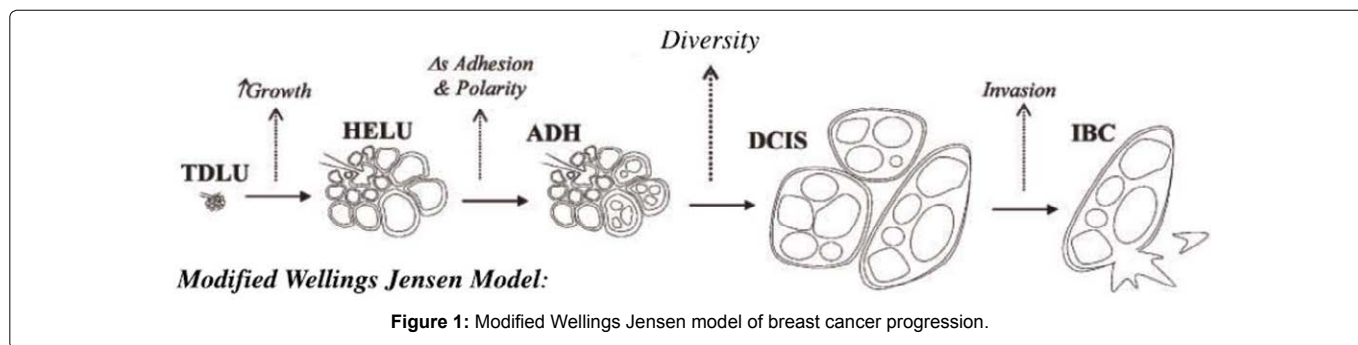 Diversity
Δs Adhesion
& Polarity
↑Growth
Invasion
HELU
ADH
DCIS
IBC
TDLU
Modified Wellings Jensen Model:
Figure 1: Modified Wellings Jensen model of breast cancer progression.